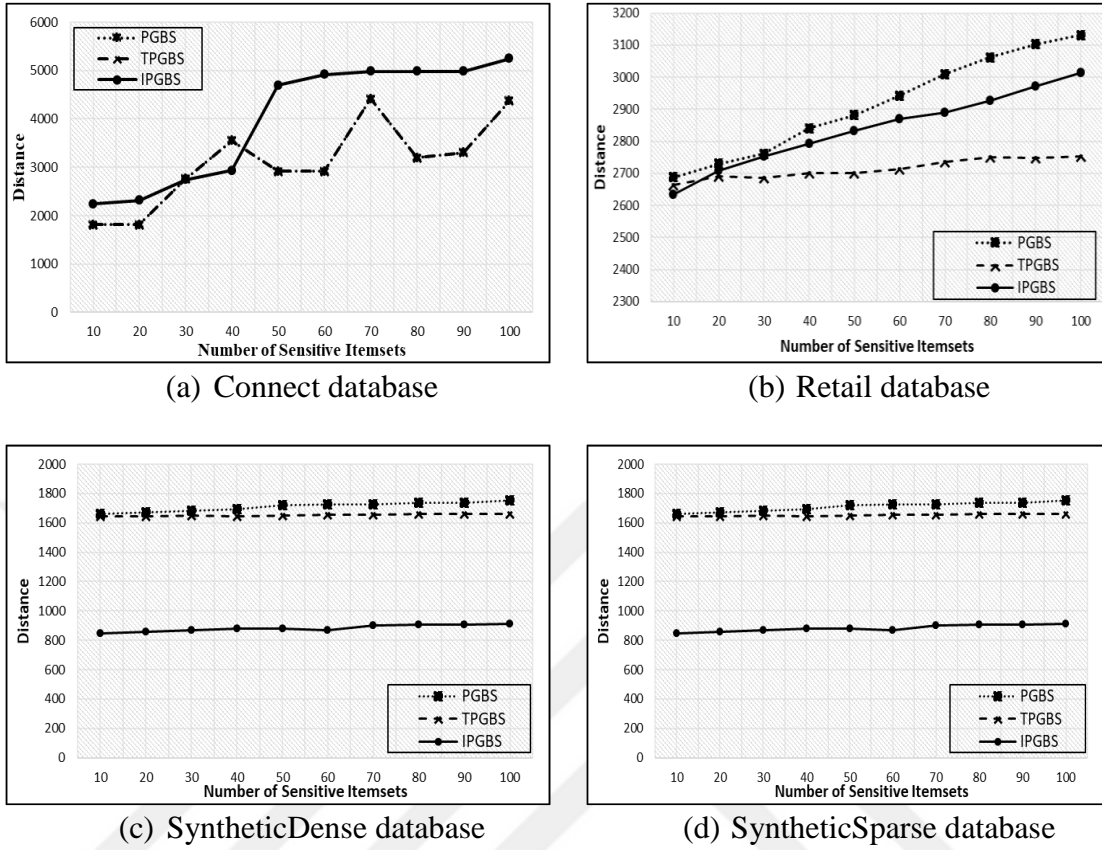 6000
5000
4000
3000
2000
1000
0
Distance
PGBS
TPGBS
IPGBS
10 20 30 40 50 60 70 80 90 100
Number of Sensitive Itemsets
(a) Connect database
3200
3100
3000
2900
2800
2700
2600
2500
2400
2300
Distance
PGBS
TPGBS
IPGBS
10 20 30 40 50 60 70 80 90 100
Number of Sensitive Itemsets
(b) Retail database
2000
1800
1600
1400
1200
1000
800
600
400
200
0
Distance
PGBS
TPGBS
IPGBS
10 20 30 40 50 60 70 80 90 100
Number of Sensitive Itemsets
(c) SyntheticDense database
2000
1800
1600
1400
1200
1000
800
600
400
200
0
Distance
PGBS
TPGBS
IPGBS
10 20 30 40 50 60 70 80 90 100
Number of Sensitive Itemsets
(d) SyntheticSparse database